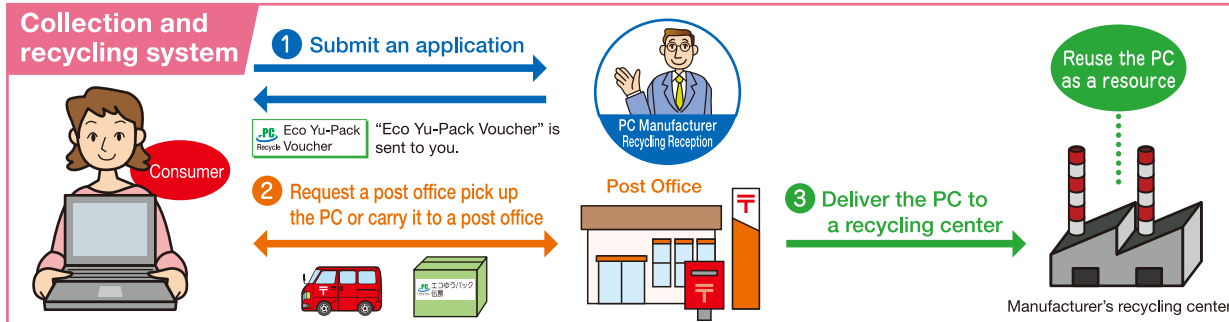 Collection and
recycling system
1 Submit an application
PC
Recycle
Eco Yu-Pack
Voucher
“Eco Yu-Pack Voucher” is
sent to you.
PC Manufacturer
Recycling Reception
Consumer
2 Request a post office pick up
the PC or carry it to a post office
PC
エコゆうパック
伝票
Post Office
〒
〒
〒
3 Deliver the PC to
a recycling center
Reuse the PC
as a resource
Manufacturer’s recycling center